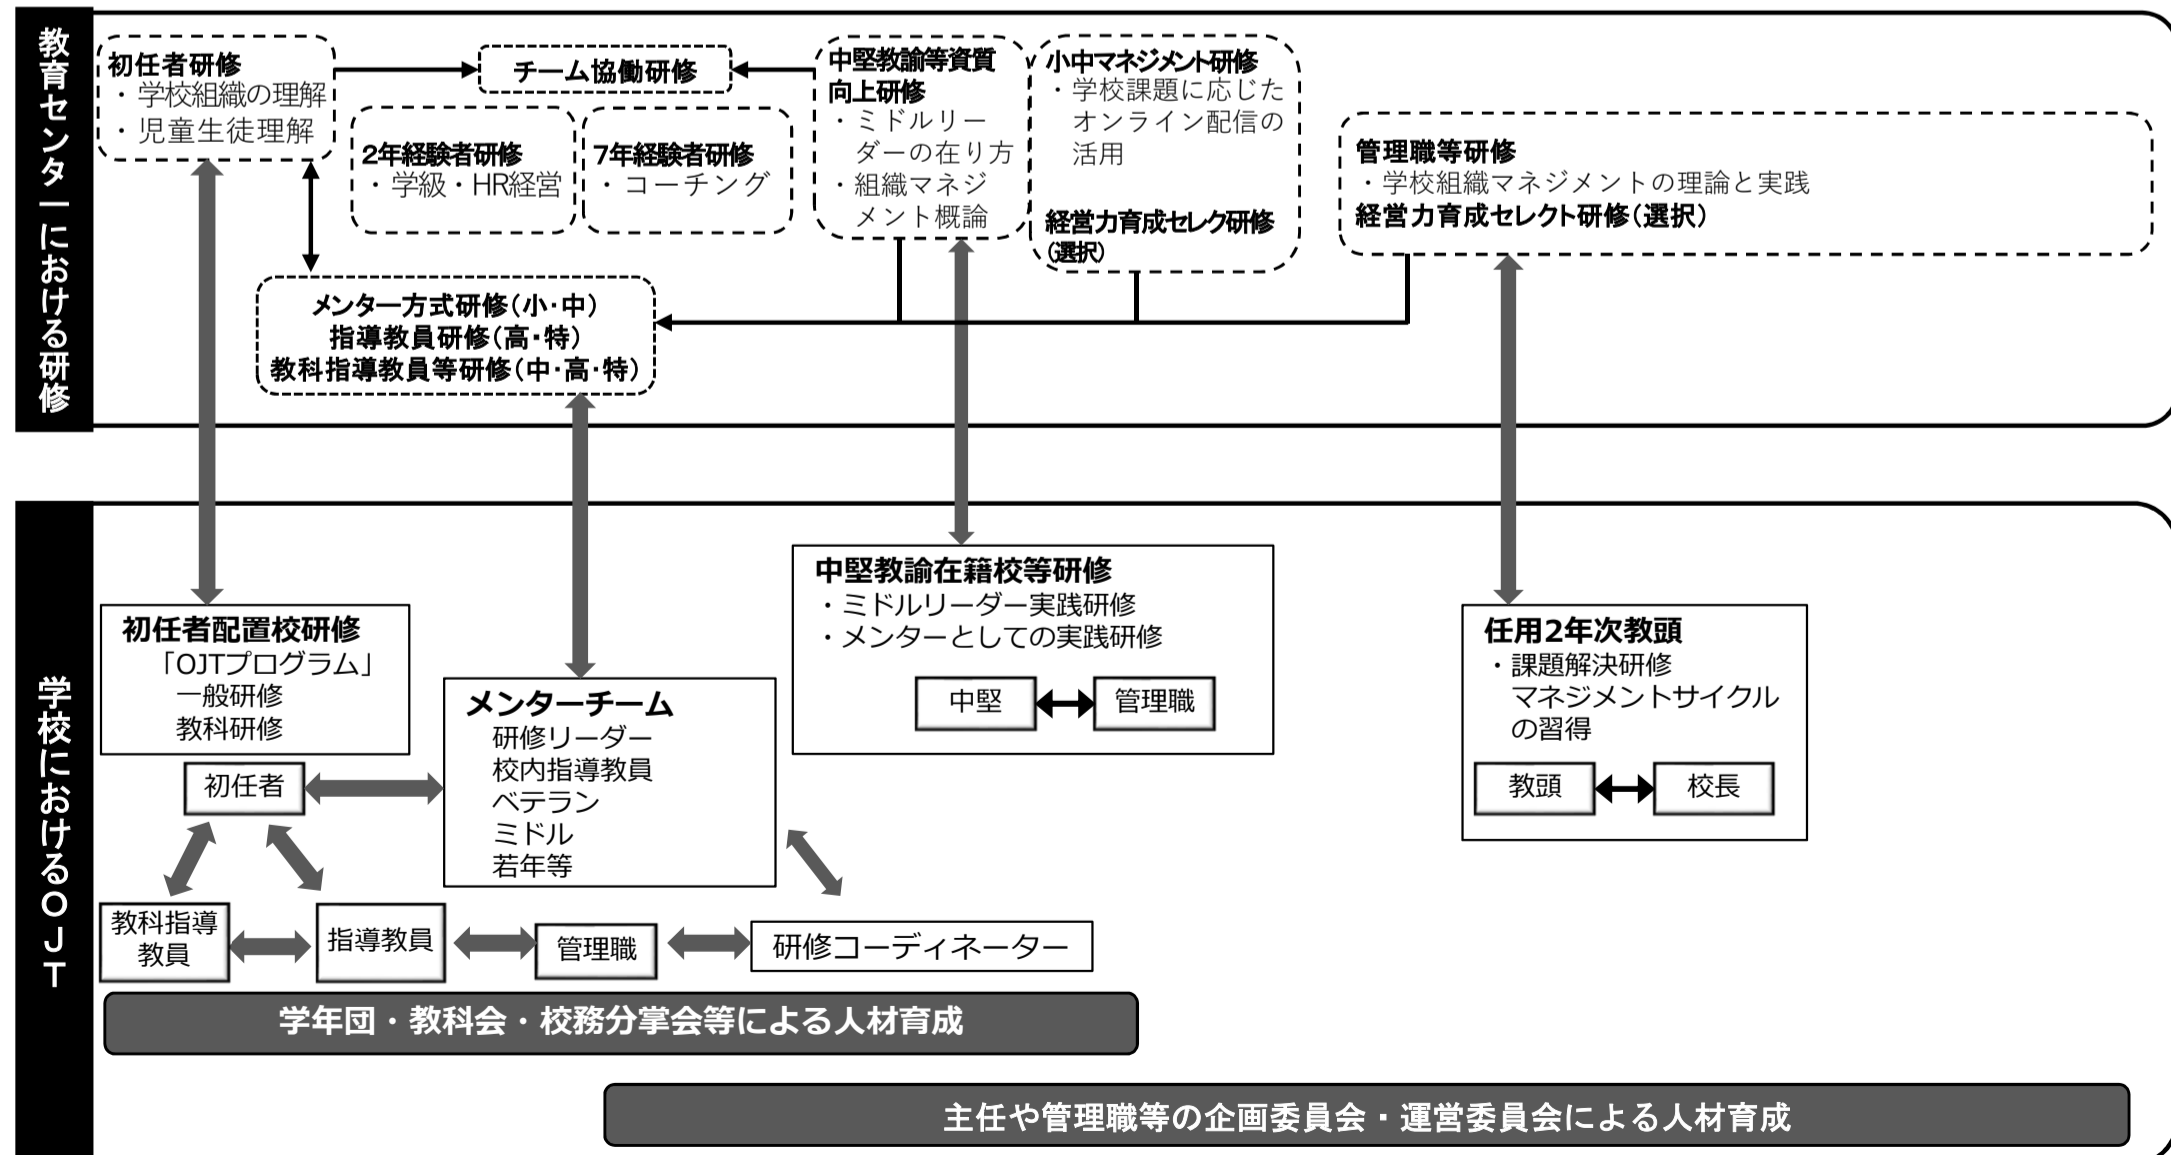 教育センターにおける研修
初任者研修
・学校組織の理解
・児童生徒理解
チーム協働研修
2年経験者研修
・学級・HR経営
7年経験者研修
・コーチング
中堅教諭等資質
向上研修
・ミドルリー
ダーの在り方
・組織マネジ
メント概論
小中マネジメント研修
・学校課題に応じた
オンライン配信の
活用
経営力育成セレク研修
(選択)
管理職等研修
・学校組織マネジメントの理論と実践
経営力育成セレクト研修(選択)
メンター方式研修(小・中)
指導教員研修(高・特)
教科指導教員等研修(中・高・特)
学校におけるOJT
初任者配置校研修
「OJTプログラム」
一般研修
教科研修
初任者
メンターチーム
研修リーダー
校内指導教員
ベテラン
ミドル
若年等
中堅教諭在籍校等研修
・ミドルリーダー実践研修
・メンターとしての実践研修
中堅
管理職
任用2年次教頭
・課題解決研修
マネジメントサイクル
の習得
教頭
校長
教科指導
教員
指導教員
管理職
研修コーディネーター
学年団・教科会・校務分掌会等による人材育成
主任や管理職等の企画委員会・運営委員会による人材育成